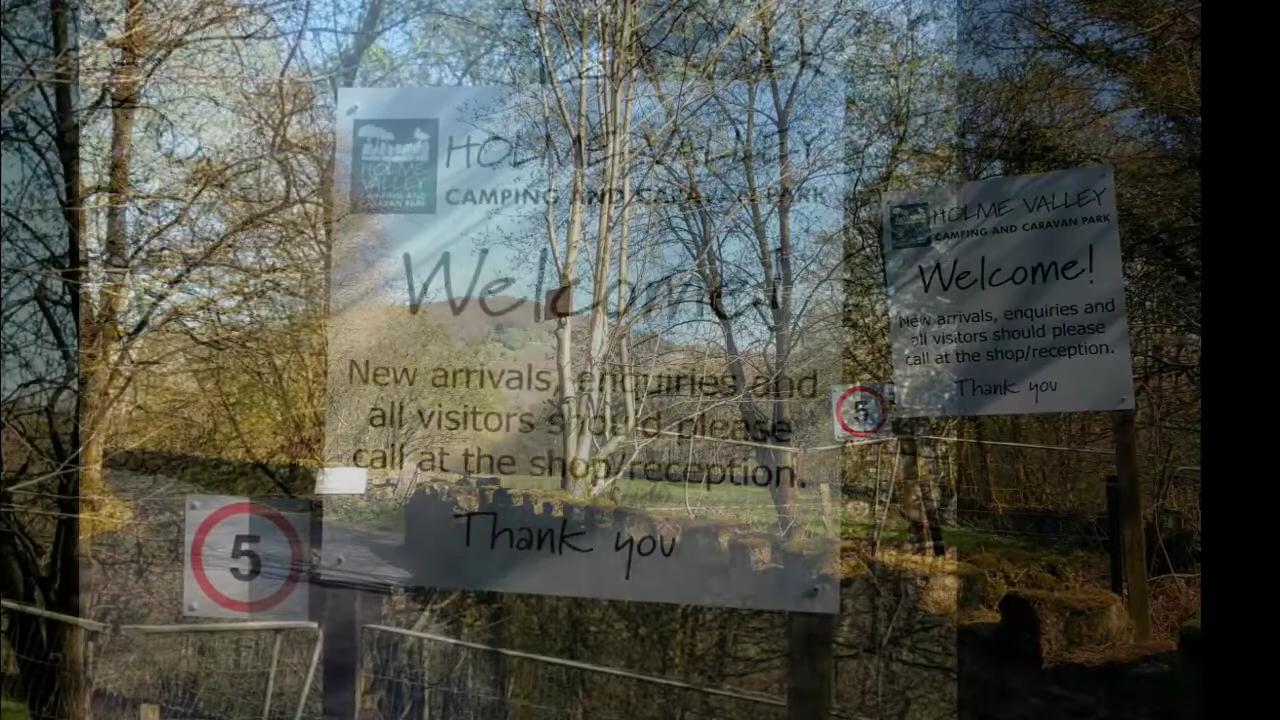 HOLME VALLEY
CAMPING AND CARAVAN PARK
Welcome!
New arrivals, enquiries and
all visitors should please
call at the shop/reception.
Thank you
5
HOLME VALLEY
CAMPING AND CARAVAN PARK
Welcome!
New arrivals, enquiries and
all visitors should please
call at the shop/reception.
Thank you
5